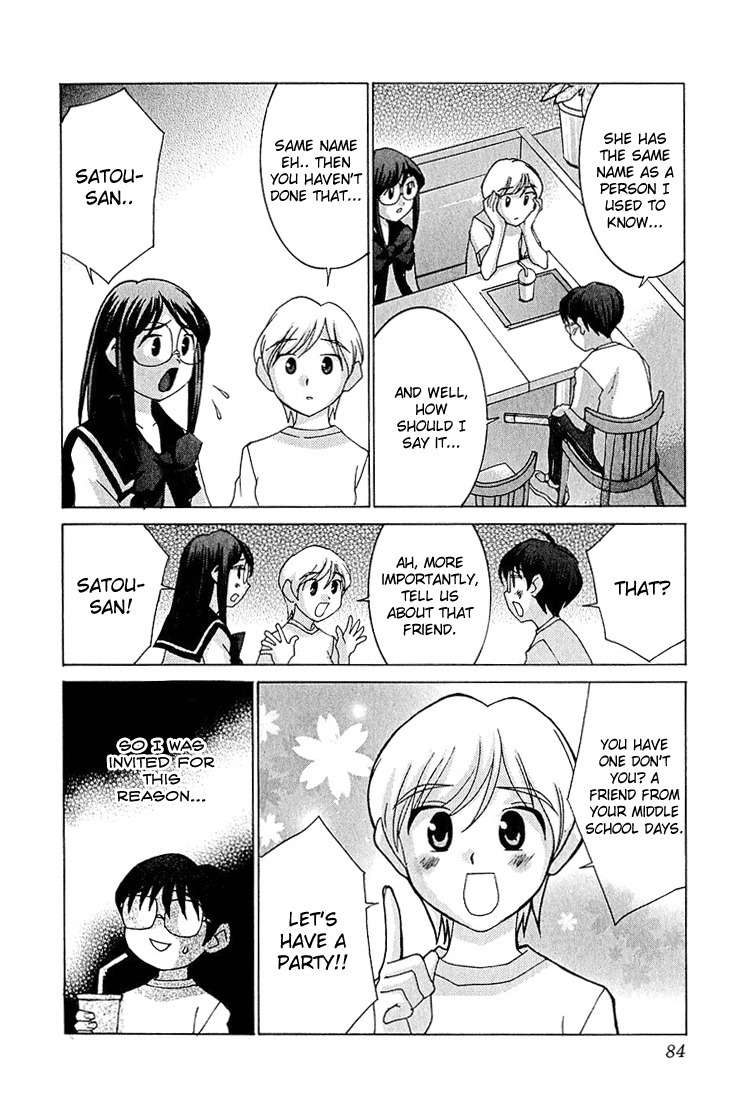 SHE HAS
THE SAME
NAME AS A
PERSON I
USED TO
KNOW...
AND WELL,
HOW
SHOULD I
SAY IT...
SAME NAME
EH.. THEN
YOU HAVEN'T
DONE THAT...
SATOU-
SAN..
THAT?
AH, MORE
IMPORTANTLY,
TELL US
ABOUT THAT
FRIEND.
SATOU-
SAN!
YOU HAVE
ONE DON'T
YOU? A
FRIEND FROM
YOUR MIDDLE
SCHOOL DAYS.
LET'S
HAVE A
PARTY!!
SO I WAS
INVITED FOR
THIS
REASON...
84